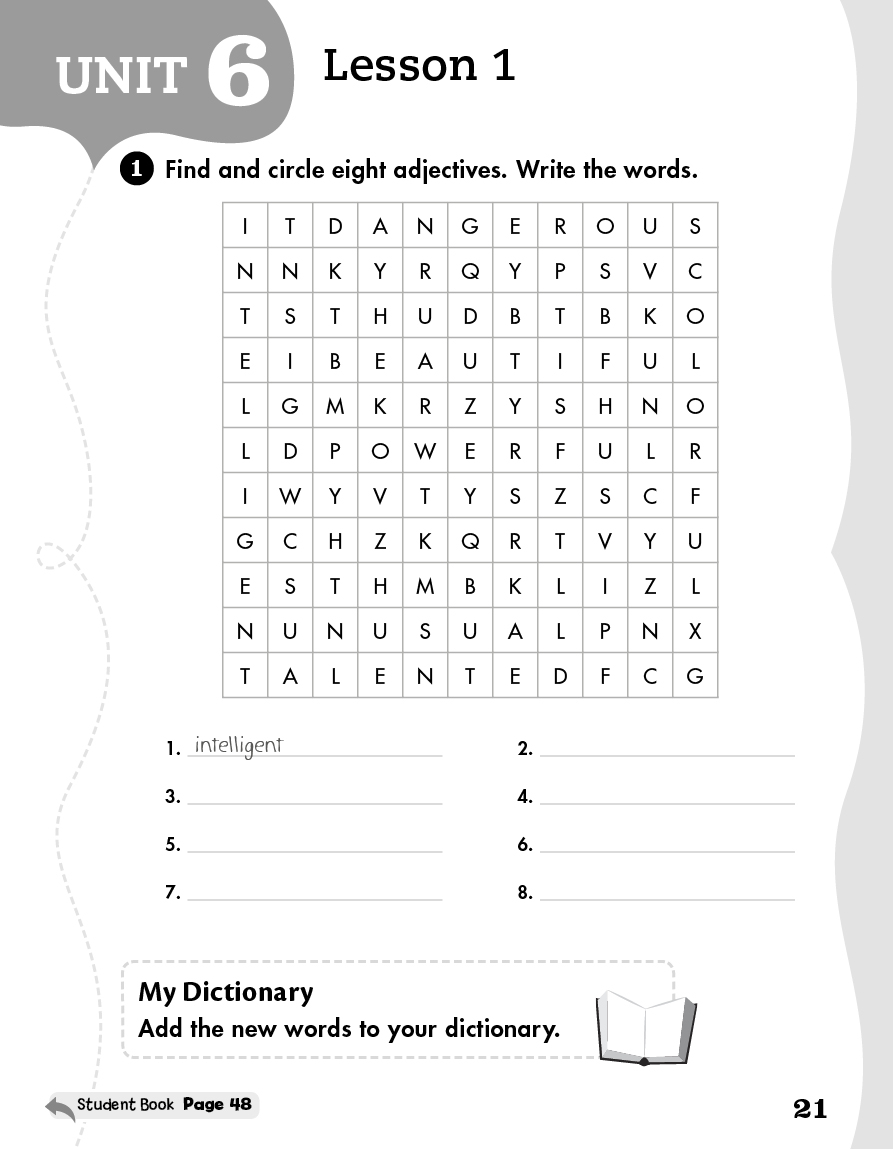 UNIT 6 Lesson 1
1 Find and circle eight adjectives. Write the words.
I T D A N G E R O U S
N N K Y R Q Y P S V C
T S T H U D B T B K O
E I B E A U T I F U L
L G M K R Z Y S H N O
L D P O W E R F U L R
I W Y V T Y S Z S C F
G C H Z K Q R T V Y U
E S T H M B K L I Z L
N U N U S U A L P N X
T A L E N T E D F C G
1. intelligent 2.
3. 4.
5. 6.
7. 8.
My Dictionary
Add the new words to your dictionary.
Student Book Page 48
21